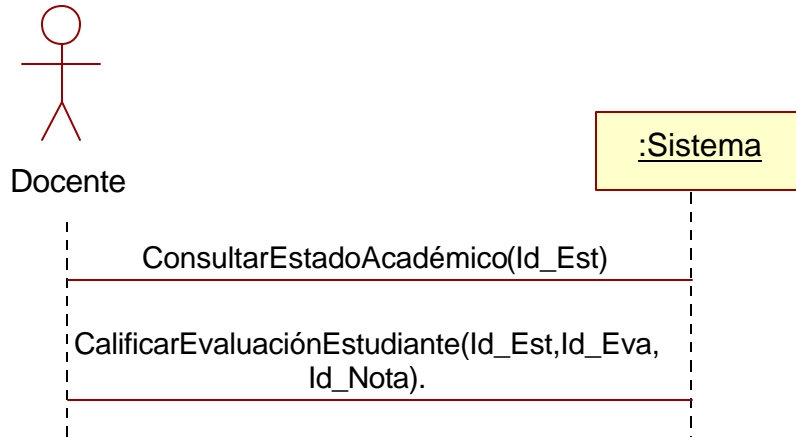 :Sistema
Docente
ConsultarEstadoAcadémico(Id_Est)
CalificarEvaluaciónEstudiante(Id_Est,Id_Eva,
Id_Nota).